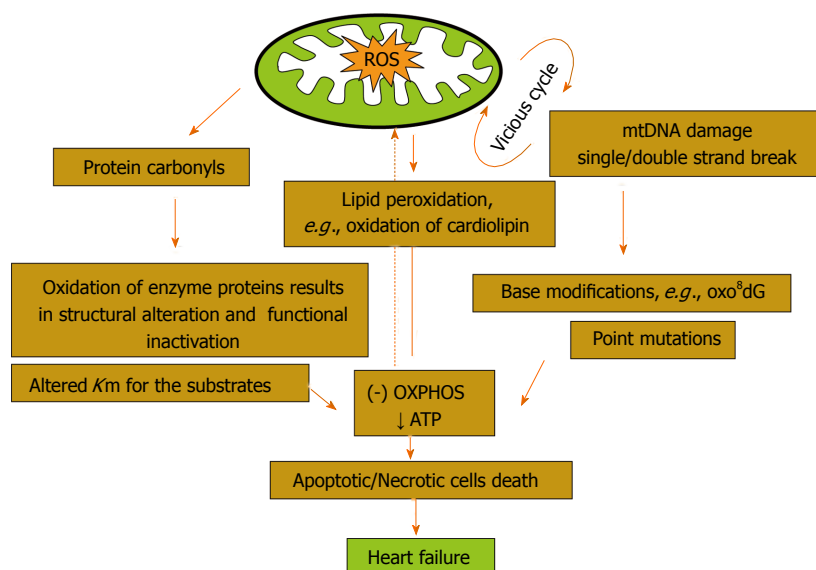 ROS
Vicious cycle
mtDNA damage
single/double strand break
Protein carbonyls
Lipid peroxidation,
e.g., oxidation of cardiolipin
Oxidation of enzyme proteins results
in structural alteration and functional
inactivation
Base modifications, e.g., oxo⁸dG
Point mutations
Altered Km for the substrates
(-) OXPHOS
↓ ATP
Apoptotic/Necrotic cells death
Heart failure